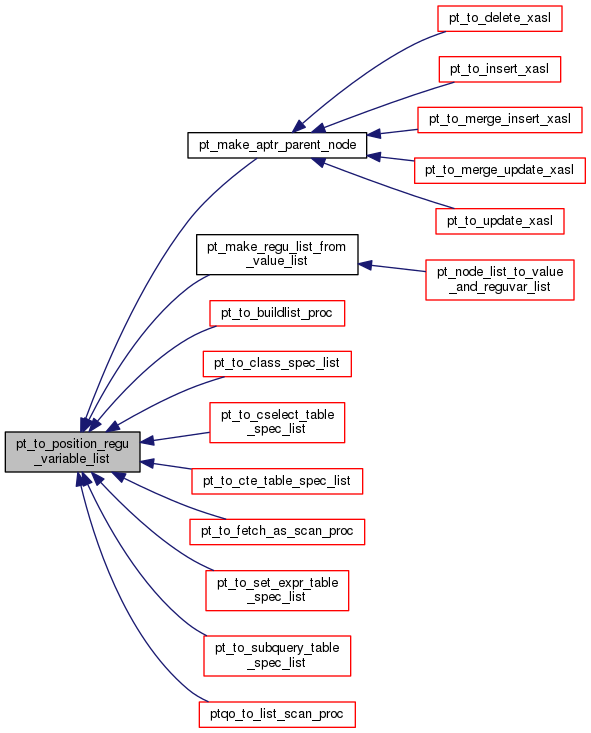 pt_to_delete_xasl
pt_to_insert_xasl
pt_to_merge_insert_xasl
pt_make_aptr_parent_node
pt_to_merge_update_xasl
pt_to_update_xasl
pt_make_regu_list_from
_value_list
pt_node_list_to_value
_and_reguvar_list
pt_to_buildlist_proc
pt_to_class_spec_list
pt_to_cselect_table
_spec_list
pt_to_position_regu
_variable_list
pt_to_cte_table_spec_list
pt_to_fetch_as_scan_proc
pt_to_set_expr_table
_spec_list
pt_to_subquery_table
_spec_list
ptqo_to_list_scan_proc